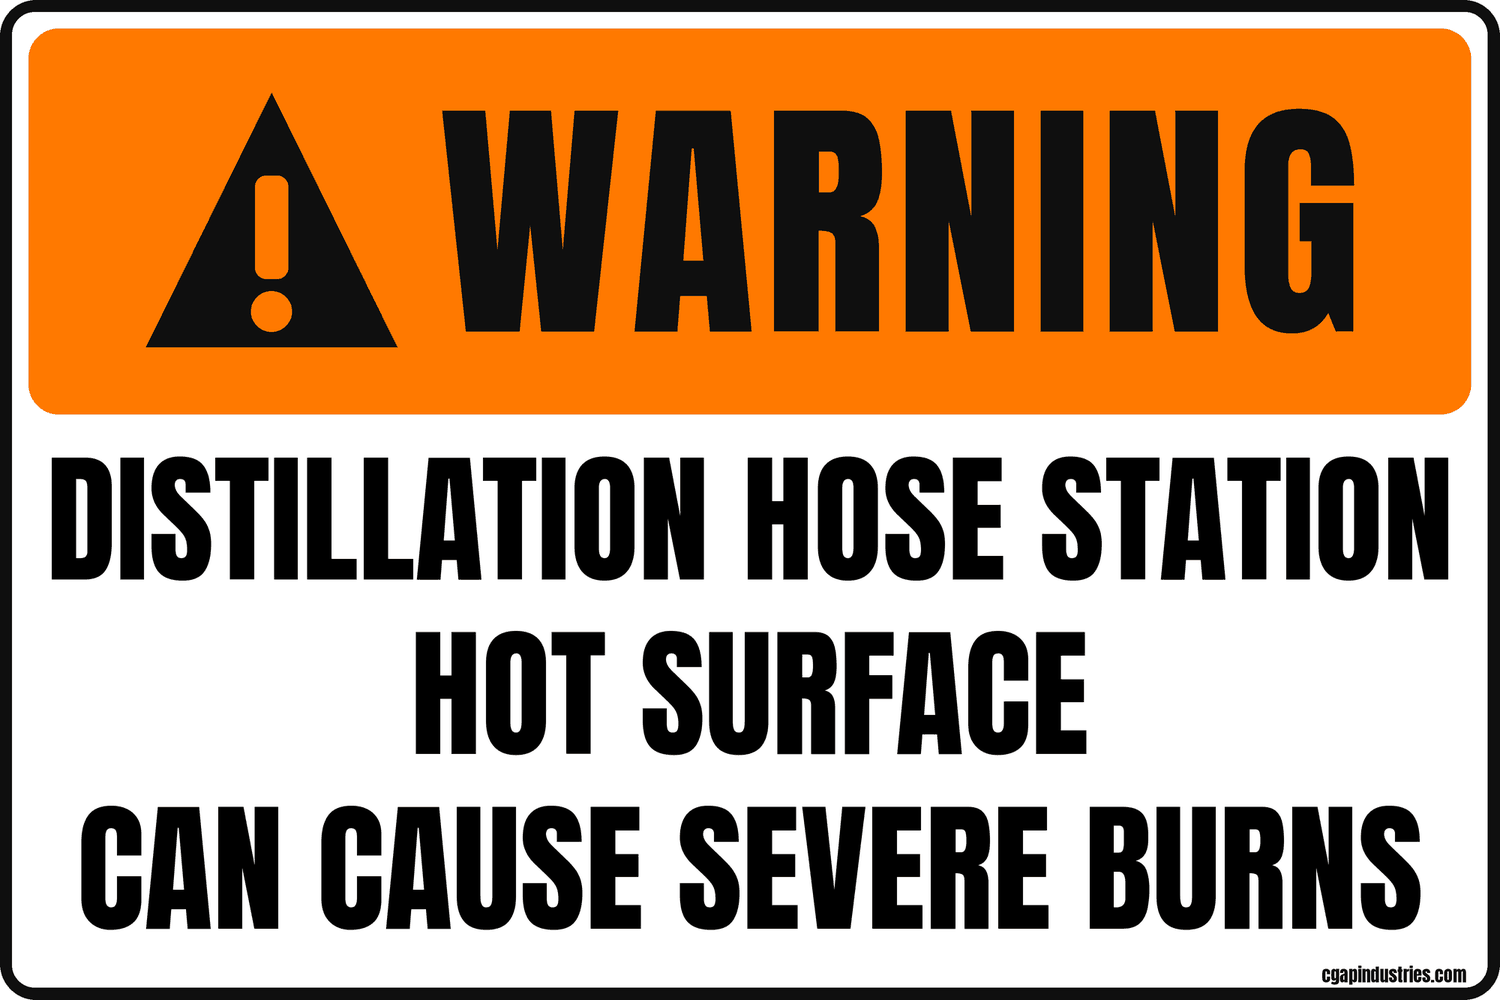 WARNING
DISTILLATION HOSE STATION
HOT SURFACE
CAN CAUSE SEVERE BURNS
cgapindustries.com